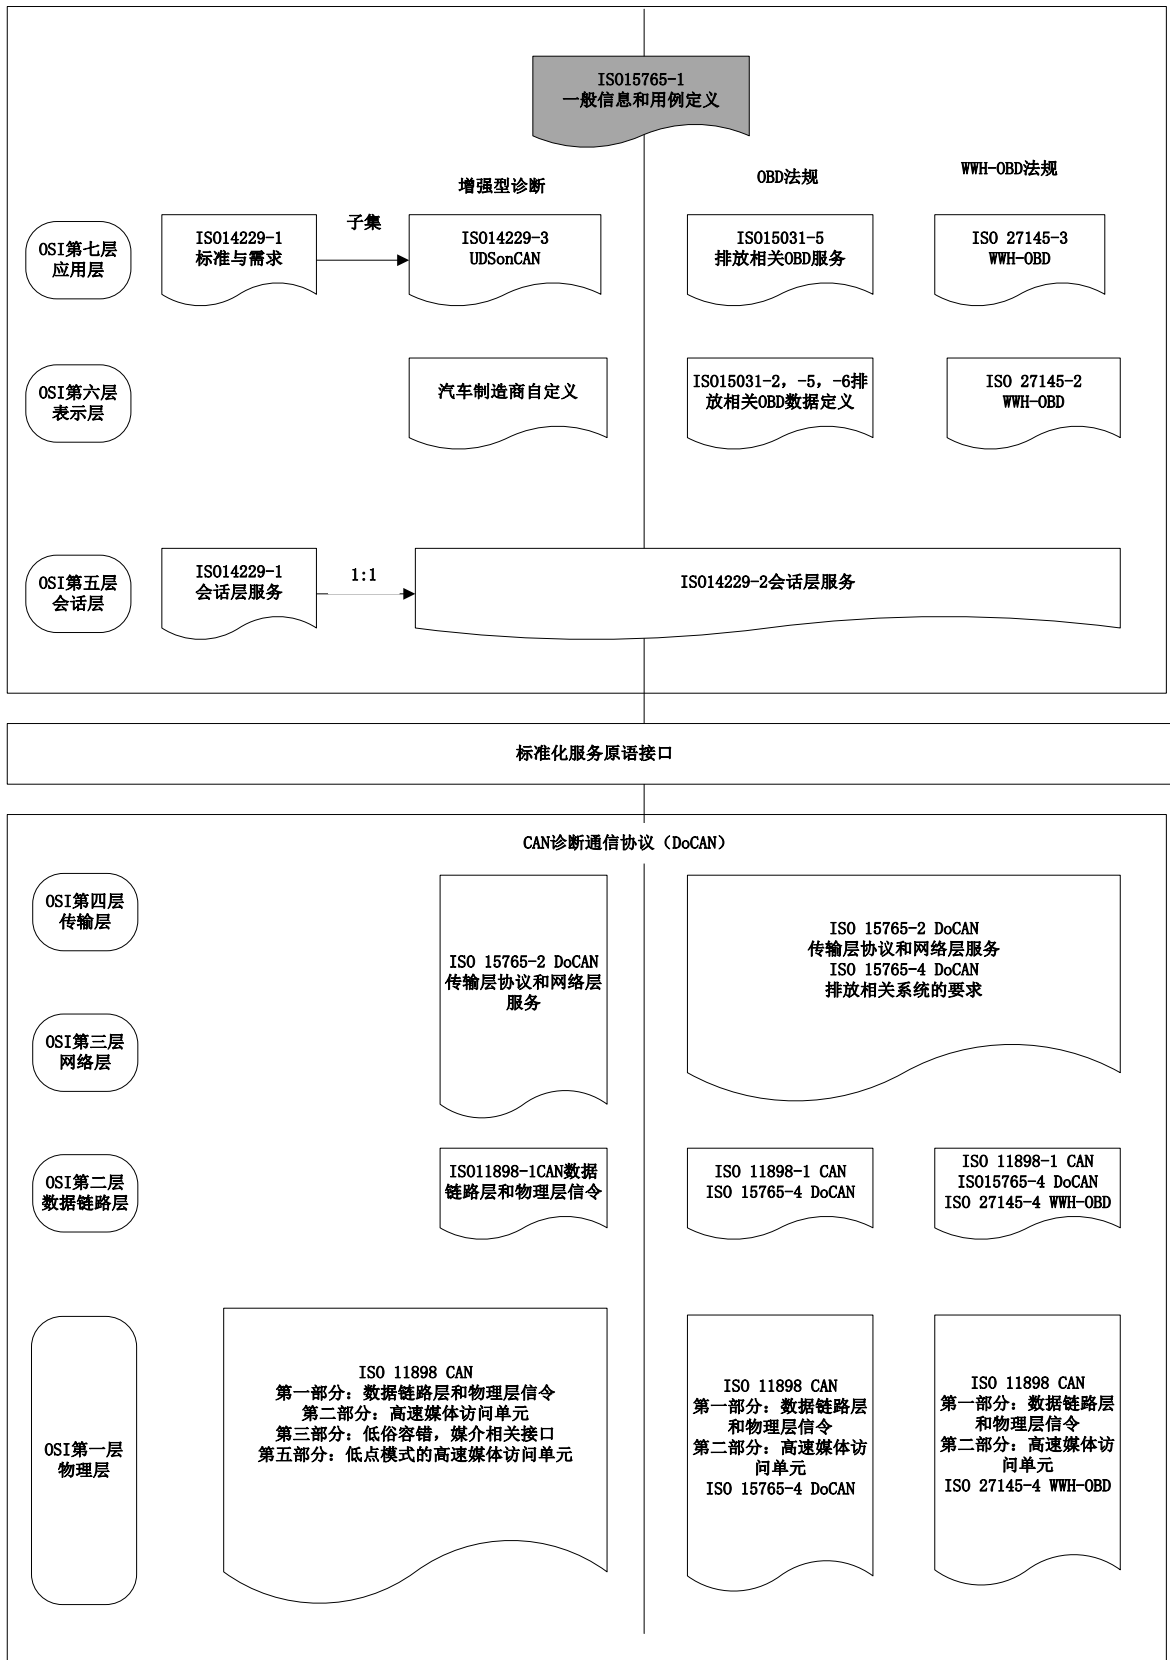 ISO15765-1
一般信息和用例定义
增强型诊断
OBD法规
WWH-OBD法规
OSI第七层
应用层
ISO14229-1
标准与需求
子集
ISO14229-3
UDSonCAN
ISO15031-5
排放相关OBD服务
ISO 27145-3
WWH-OBD
OSI第六层
表示层
汽车制造商自定义
ISO15031-2，-5，-6排
放相关OBD数据定义
ISO 27145-2
WWH-OBD
OSI第五层
会话层
ISO14229-1
会话层服务
1:1
ISO14229-2会话层服务
标准化服务原语接口
CAN诊断通信协议（DoCAN）
OSI第四层
传输层
ISO 15765-2 DoCAN
传输层协议和网络层
服务
ISO 15765-2 DoCAN
传输层协议和网络层服务
ISO 15765-4 DoCAN
排放相关系统的要求
OSI第三层
网络层
OSI第二层
数据链路层
ISO11898-1CAN数据
链路层和物理层信令
ISO 11898-1 CAN
ISO 15765-4 DoCAN
ISO 11898-1 CAN
ISO15765-4 DoCAN
ISO 27145-4 WWH-OBD
OSI第一层
物理层
ISO 11898 CAN
第一部分：数据链路层和物理层信令
第二部分：高速媒体访问单元
第三部分：低俗容错，媒介相关接口
第五部分：低点模式的高速媒体访问单元
ISO 11898 CAN
第一部分：数据链路层
和物理层信令
第二部分：高速媒体访
问单元
ISO 15765-4 DoCAN
ISO 11898 CAN
第一部分：数据链路层
和物理层信令
第二部分：高速媒体访
问单元
ISO 27145-4 WWH-OBD